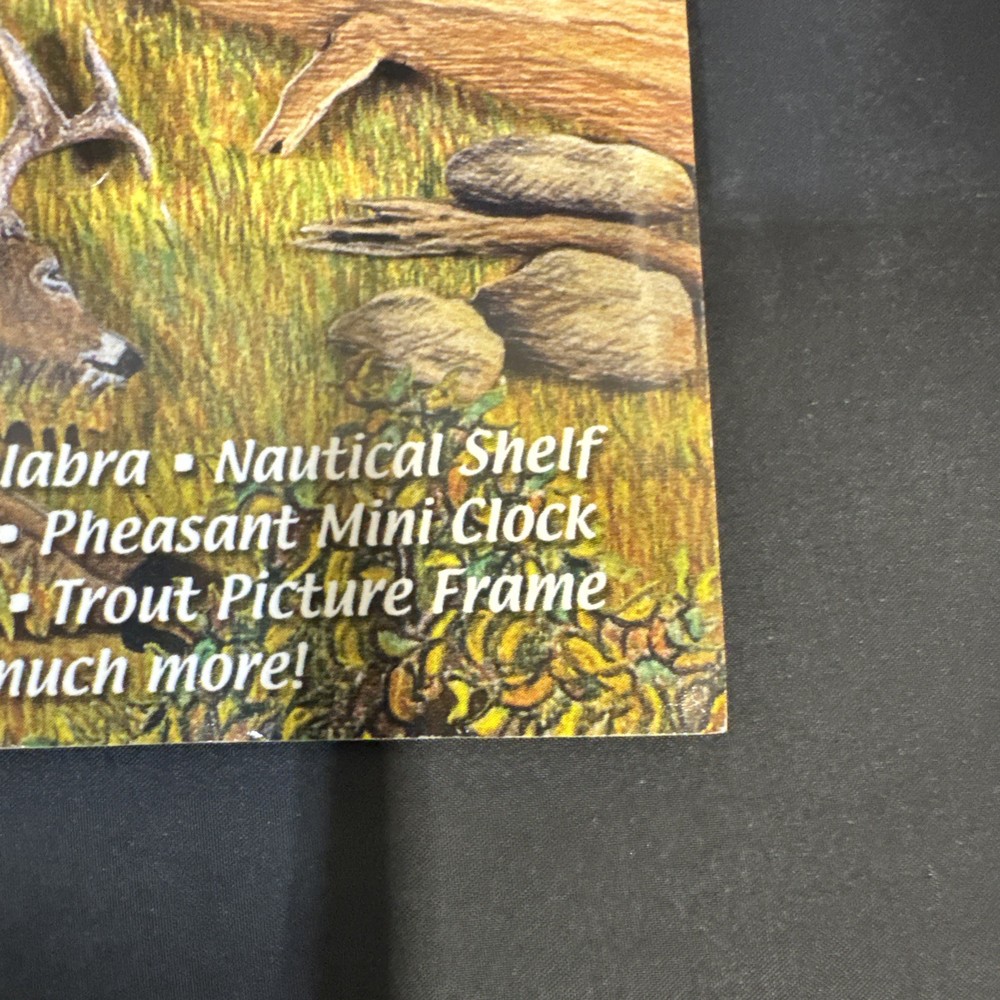 labra ▪ Nautical Shelf
▪ Pheasant Mini Clock
▪ Trout Picture Frame
much more!